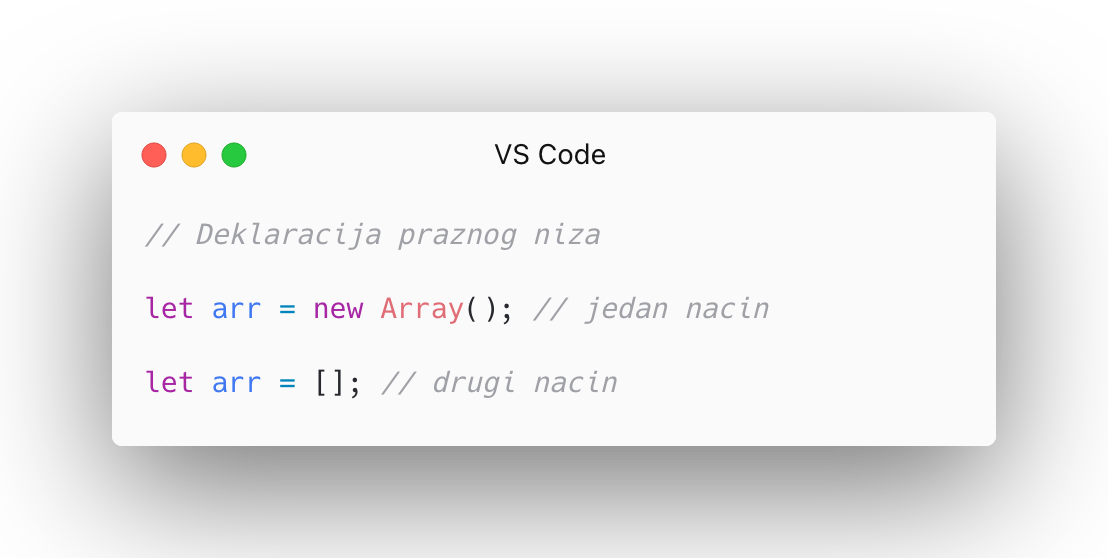 VS Code
// Deklaracija praznog niza
let arr = new Array(); // jedan nacin
let arr = []; // drugi nacin